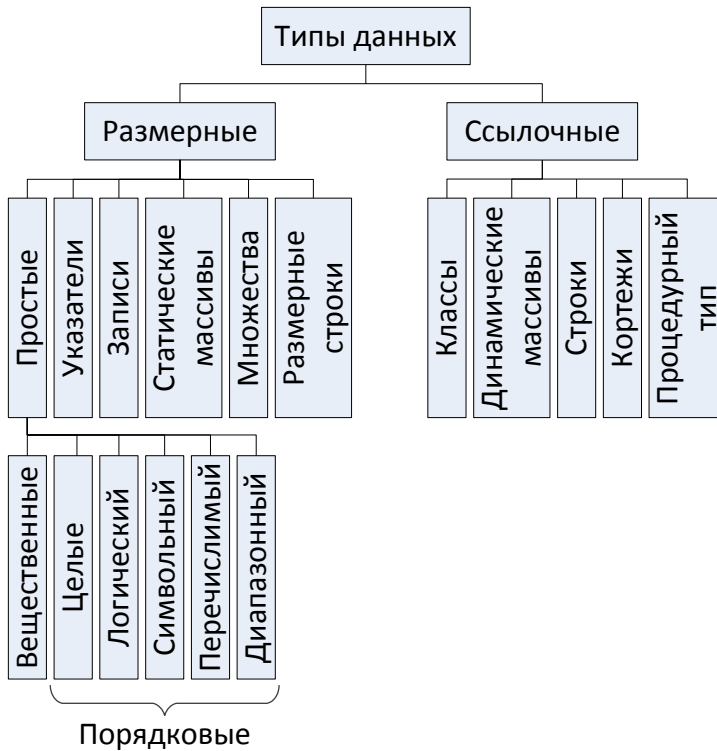 Типы данных
Размерные
Ссылочные
Простые
Указатели
Записи
Статические
массивы
Множества
Размерные
строки
Классы
Динамические
массивы
Строки
Кортежи
Процедурный
тип
Вещественные
Целые
Логический
Символьный
Перечислимый
Диапазонный
Порядковые